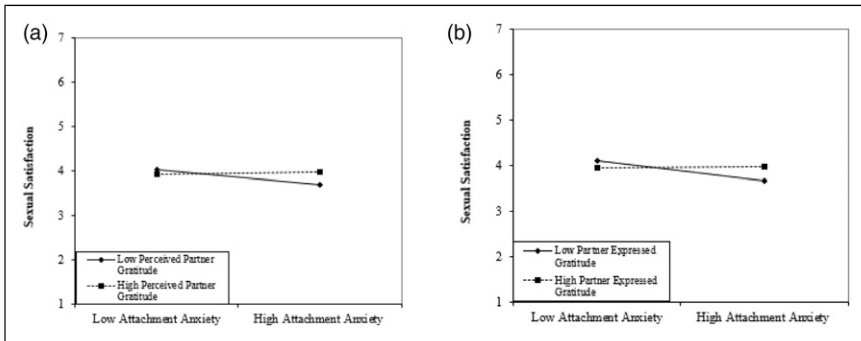 (a)
7
6
5
4
3
2
1
Sexual Satisfaction
Low Perceived Partner
Gratitude
High Perceived Partner
Gratitude
Low Attachment Anxiety
High Attachment Anxiety
(b)
7
6
5
4
3
2
1
Sexual Satisfaction
Low Partner Expressed
Gratitude
High Partner Expressed
Gratitude
Low Attachment Anxiety
High Attachment Anxiety